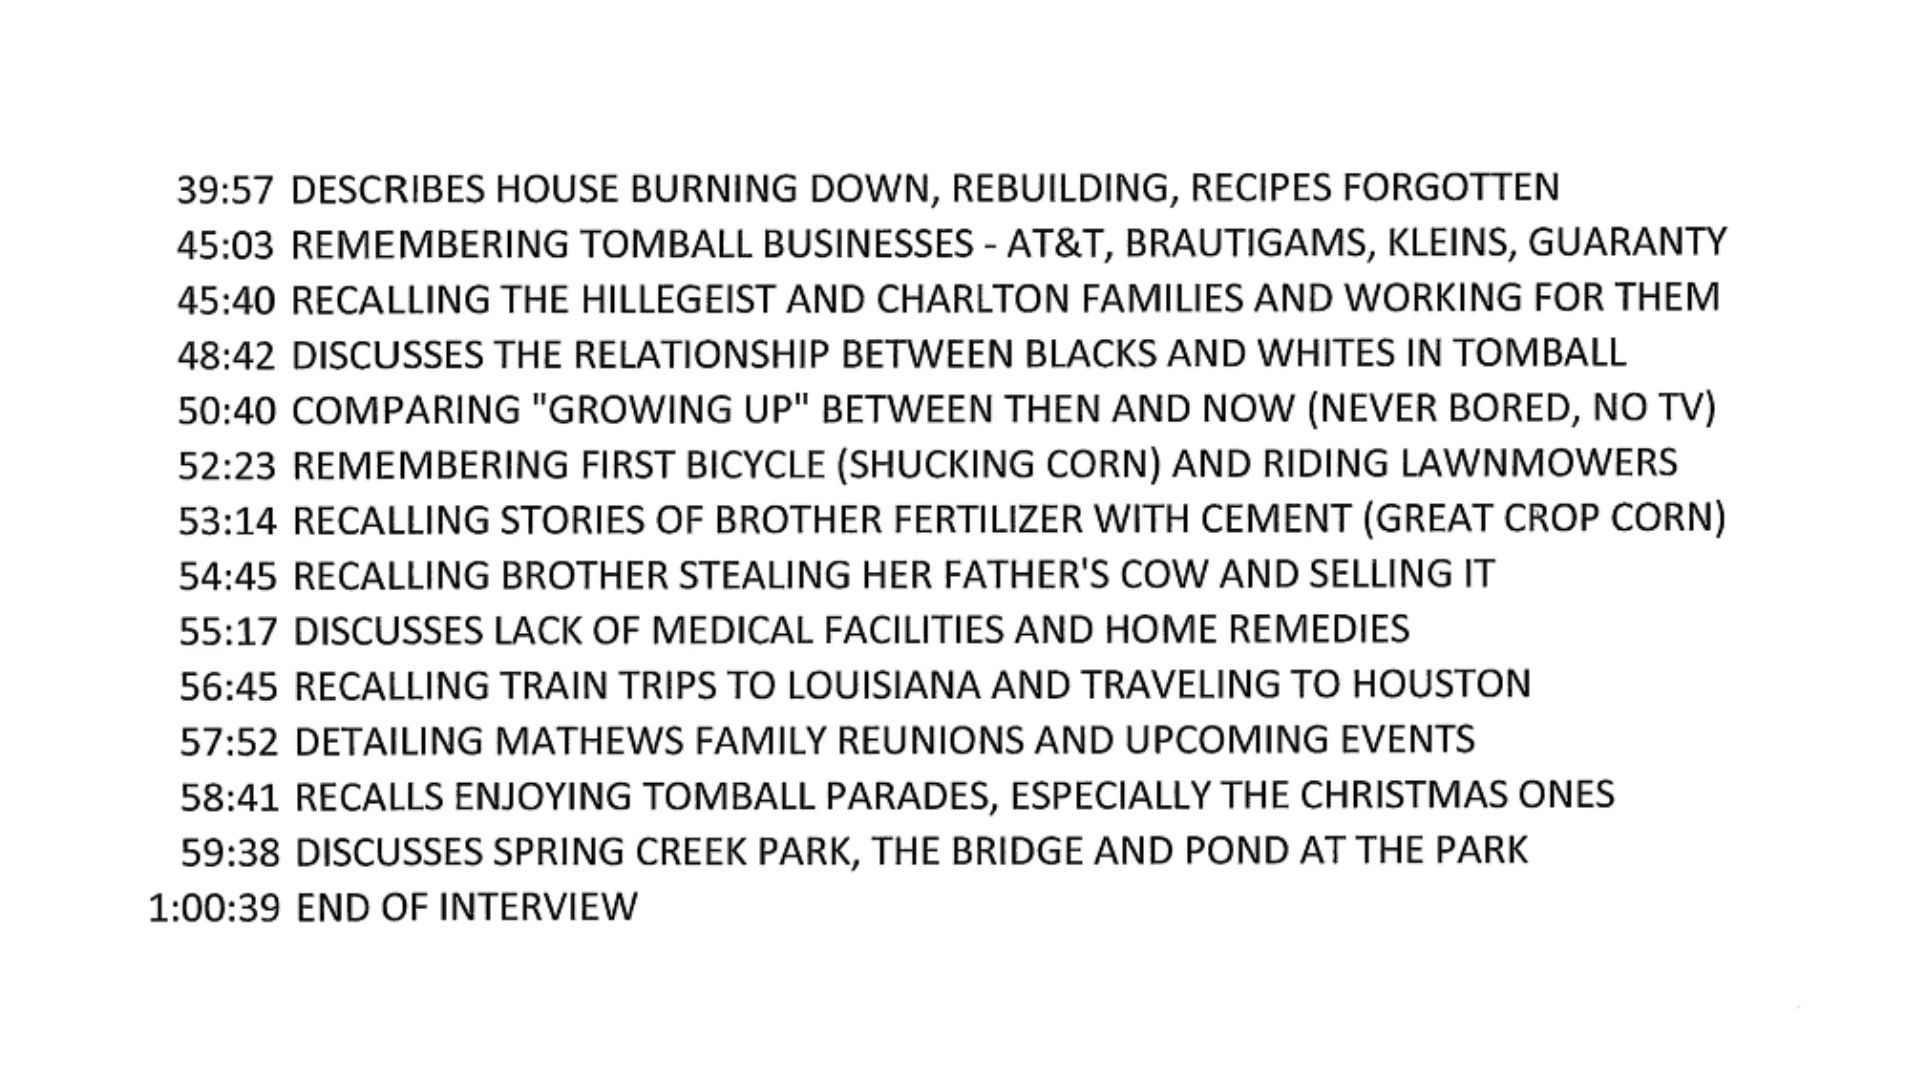 39:57 DESCRIBES HOUSE BURNING DOWN, REBUILDING, RECIPES FORGOTTEN
45:03 REMEMBERING TOMBALL BUSINESSES - AT&T, BRAUTIGAMS, KLEINS, GUARANTY
45:40 RECALLING THE HILLEGEIST AND CHARLTON FAMILIES AND WORKING FOR THEM
48:42 DISCUSSES THE RELATIONSHIP BETWEEN BLACKS AND WHITES IN TOMBALL
50:40 COMPARING "GROWING UP" BETWEEN THEN AND NOW (NEVER BORED, NO TV)
52:23 REMEMBERING FIRST BICYCLE (SHUCKING CORN) AND RIDING LAWNMOWERS
53:14 RECALLING STORIES OF BROTHER FERTILIZER WITH CEMENT (GREAT CROP CORN)
54:45 RECALLING BROTHER STEALING HER FATHER'S COW AND SELLING IT
55:17 DISCUSSES LACK OF MEDICAL FACILITIES AND HOME REMEDIES
56:45 RECALLING TRAIN TRIPS TO LOUISIANA AND TRAVELING TO HOUSTON
57:52 DETAILING MATHEWS FAMILY REUNIONS AND UPCOMING EVENTS
58:41 RECALLS ENJOYING TOMBALL PARADES, ESPECIALLY THE CHRISTMAS ONES
59:38 DISCUSSES SPRING CREEK PARK, THE BRIDGE AND POND AT THE PARK
1:00:39 END OF INTERVIEW